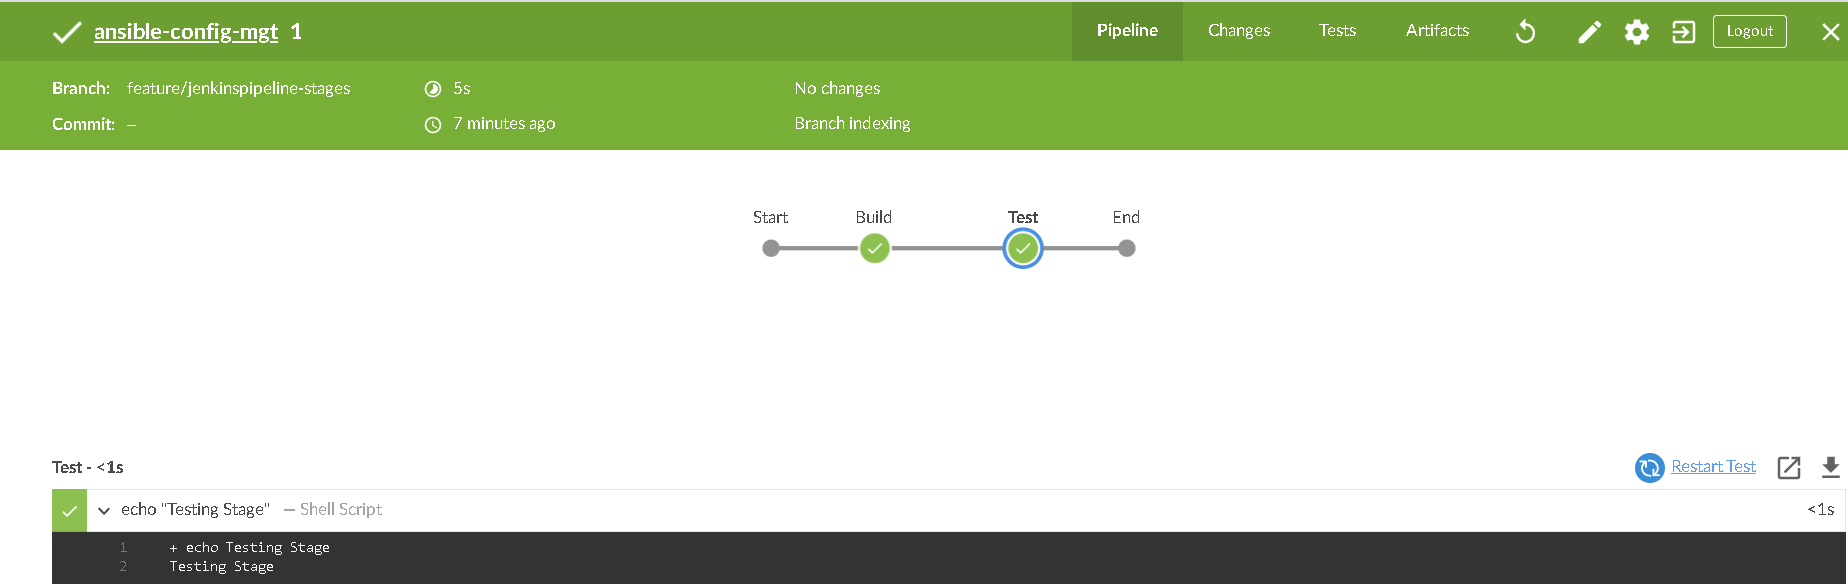 ansible-config-mgt 1 Pipeline Changes Tests Artifacts Logout
Branch: feature/jenkinspipeline-stages 5s No changes
Commit: – 7 minutes ago Branch indexing
Start Build Test End
Test - <1s Restart Test
echo "Testing Stage" — Shell Script <1s
1 + echo Testing Stage
2 Testing Stage